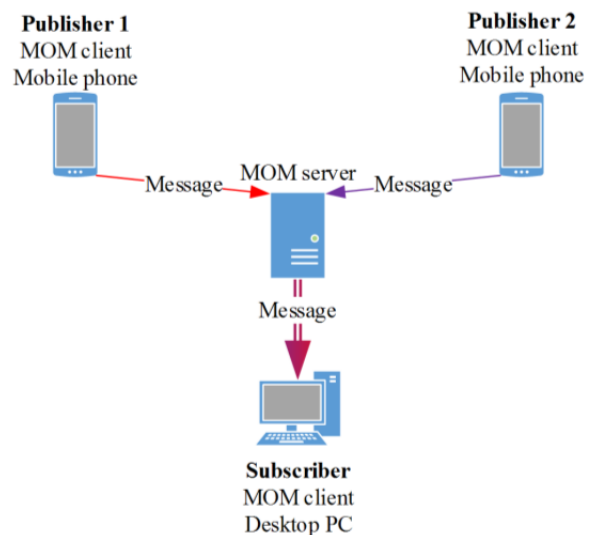 Publisher 1
MOM client
Mobile phone
Publisher 2
MOM client
Mobile phone
Message
MOM server
Message
Message
Subscriber
MOM client
Desktop PC